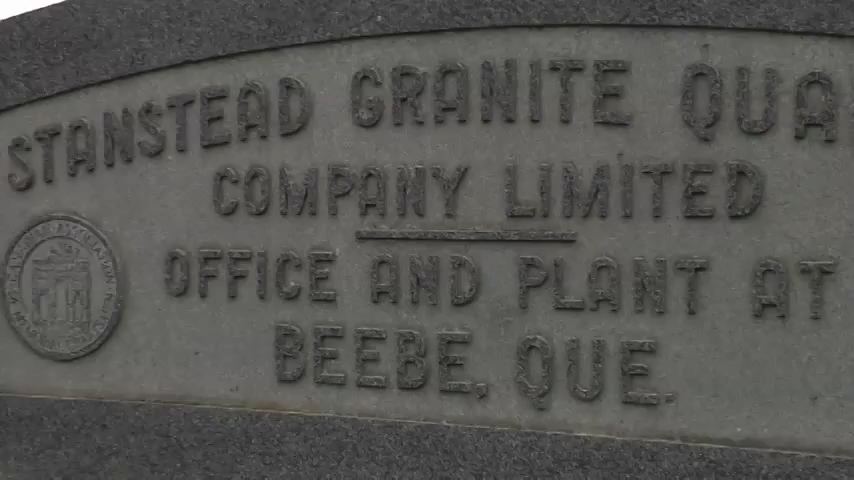 STANSTEAD GRANITE QUA
COMPANY LIMITED
OFFICE AND PLANT AT
BEEBE, QUE.